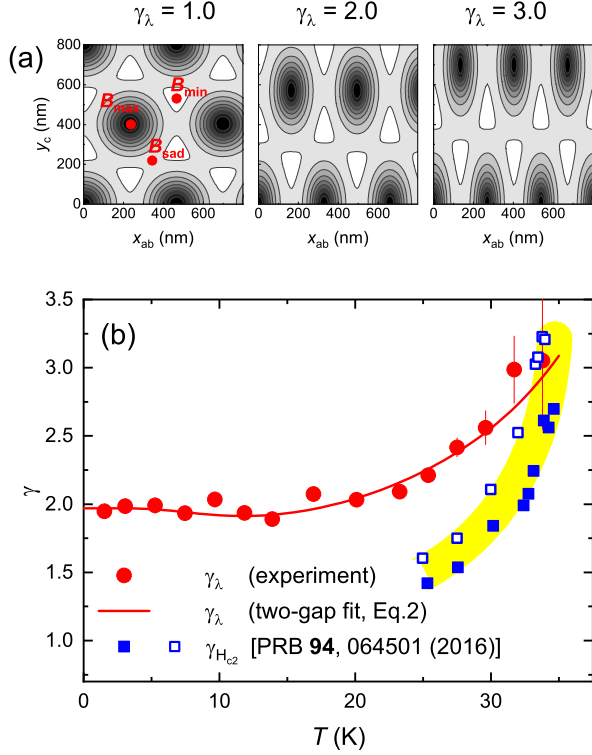 γλ = 1.0 γλ = 2.0 γλ = 3.0
(a)
800
600
400
200
0
yc (nm)
Bmax
Bmin
Bsad
0 200 400 600
0 200 400 600
0 200 400 600
xab (nm) xab (nm) xab (nm)
(b)
3.5
3.0
2.5
2.0
1.5
1.0
γ
γλ (experiment)
γλ (two-gap fit, Eq.2)
γHc2 [PRB 94, 064501 (2016)]
0 10 20 30
T (K)